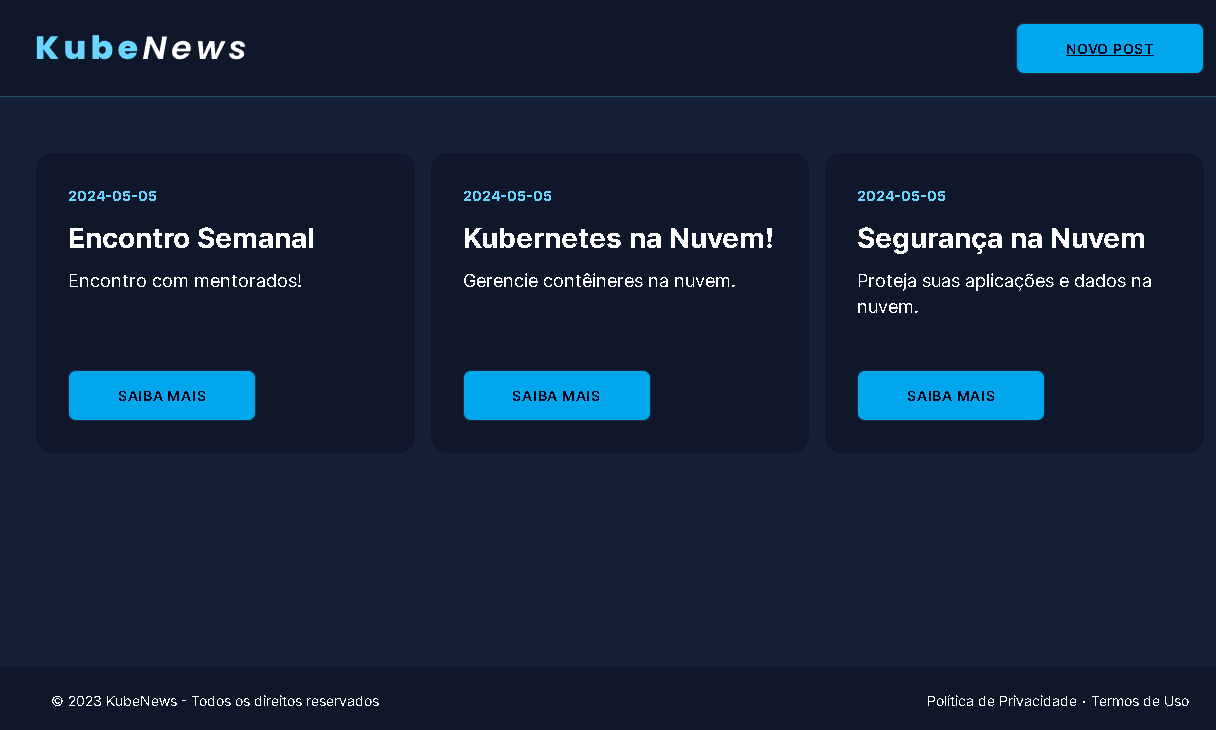 KubeNews
NOVO POST
2024-05-05
Encontro Semanal
Encontro com mentorados!
SAIBA MAIS
2024-05-05
Kubernetes na Nuvem!
Gerencie contêineres na nuvem.
SAIBA MAIS
2024-05-05
Segurança na Nuvem
Proteja suas aplicações e dados na
nuvem.
SAIBA MAIS
© 2023 KubeNews - Todos os direitos reservados
Política de Privacidade · Termos de Uso